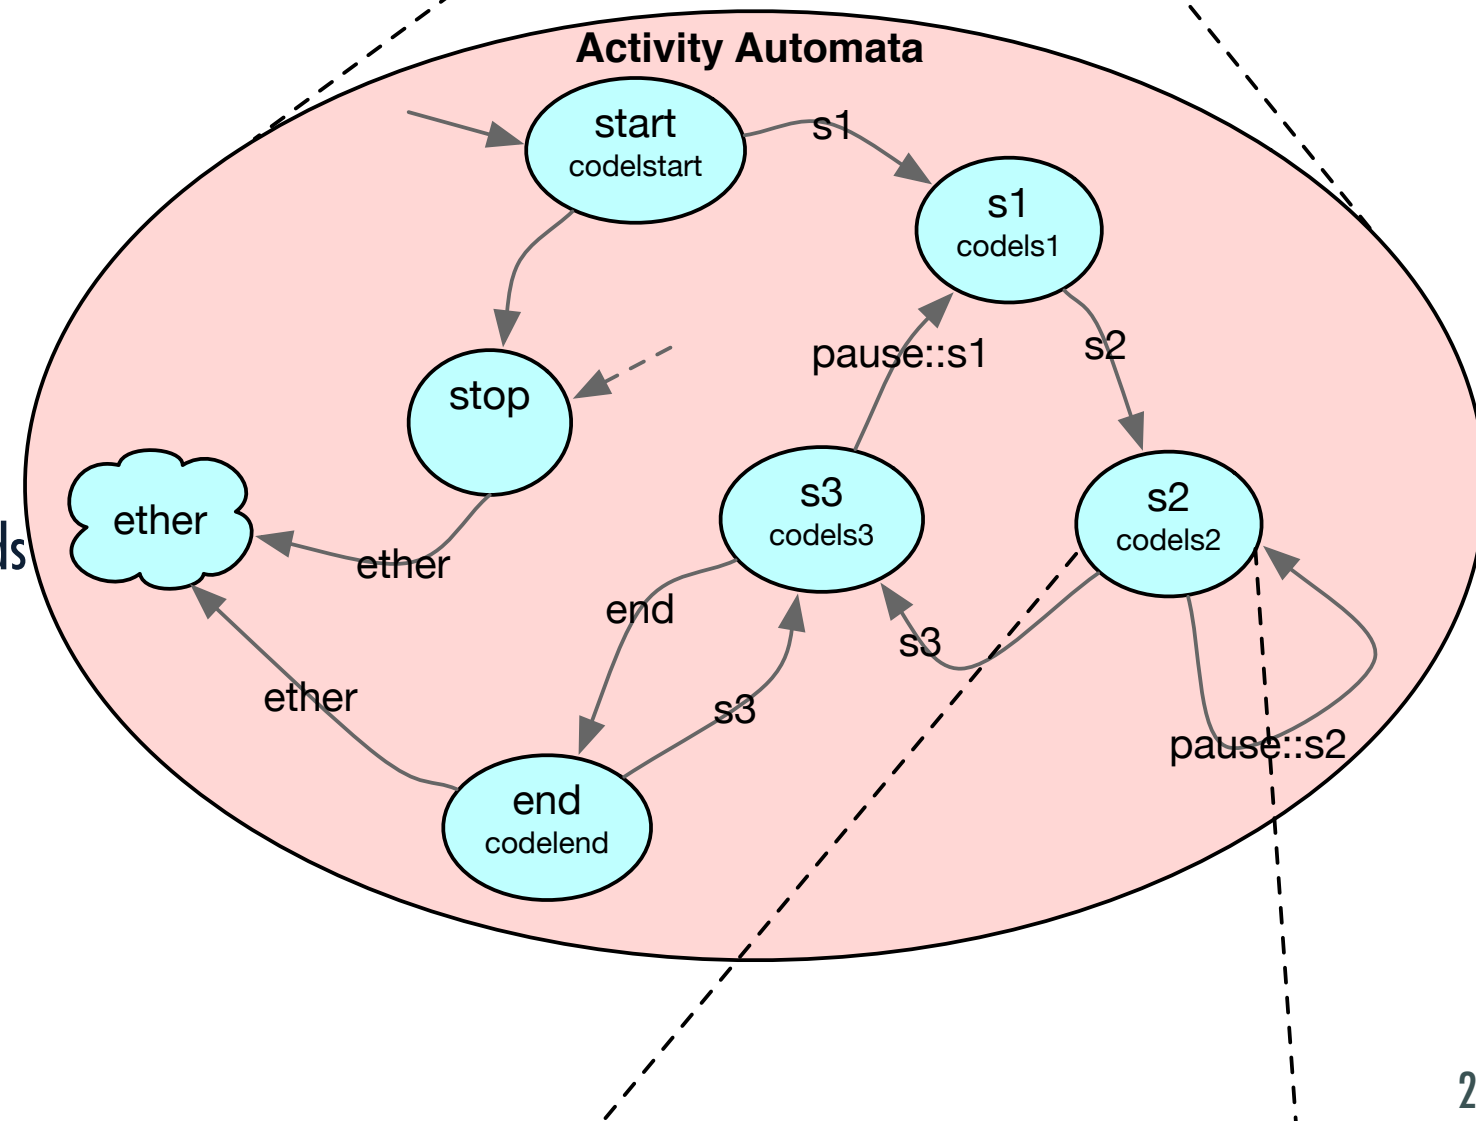 Activity Automata
start
codelstart
s1
s1
codels1
pause::s1
s2
stop
s3
codels3
s2
codels2
ether
ether
end
s3
s3
ether
pause::s2
end
codelend
2